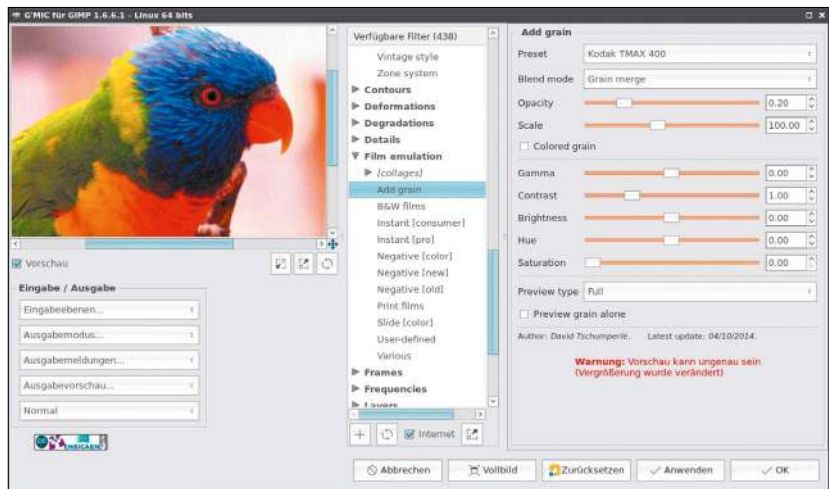 G'MIC für GIMP 1.6.6.1 - Linux 64 bits
Vorschau
Eingabe / Ausgabe
Eingabeebenen...
Ausgabemodus...
Ausgabemeldungen...
Ausgabevorschau...
Normal
ENSICAEN
Verfügbare Filter (438)
Vintage style
Zone system
Contours
Deformations
Degradations
Details
Film emulation
[collages]
Add grain
B&W films
Instant [consumer]
Instant [pro]
Negative [color]
Negative [new]
Negative [old]
Print films
Slide [color]
User-defined
Various
Frames
Frequencies
Layers
Internet
Add grain
Preset Kodak TMAX 400
Blend mode Grain merge
Opacity 0.20
Scale 100.00
Colored grain
Gamma 0.00
Contrast 1.00
Brightness 0.00
Hue 0.00
Saturation 0.00
Preview type Full
Preview grain alone
Author: David Tschumperlé. Latest update: 04/10/2014.
Warnung: Vorschau kann ungenau sein
(Vergrößerung wurde verändert)
Abbrechen Vollbild Zurücksetzen Anwenden OK